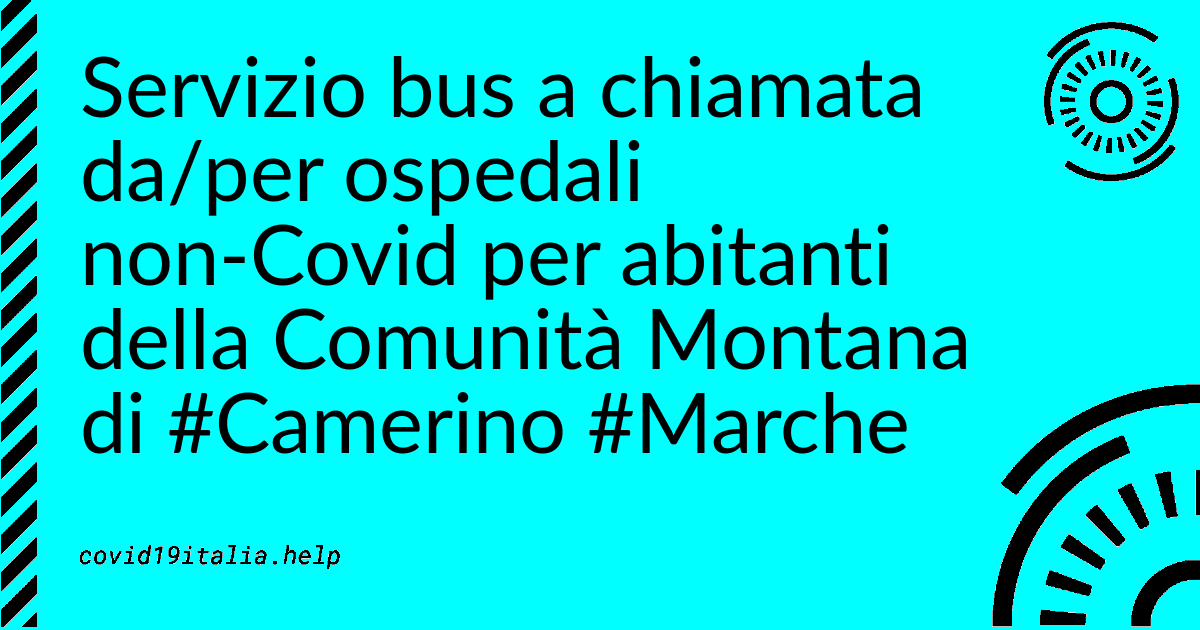 Servizio bus a chiamata
da/per ospedali
non-Covid per abitanti
della Comunità Montana
di #Camerino #Marche
covid19italia.help